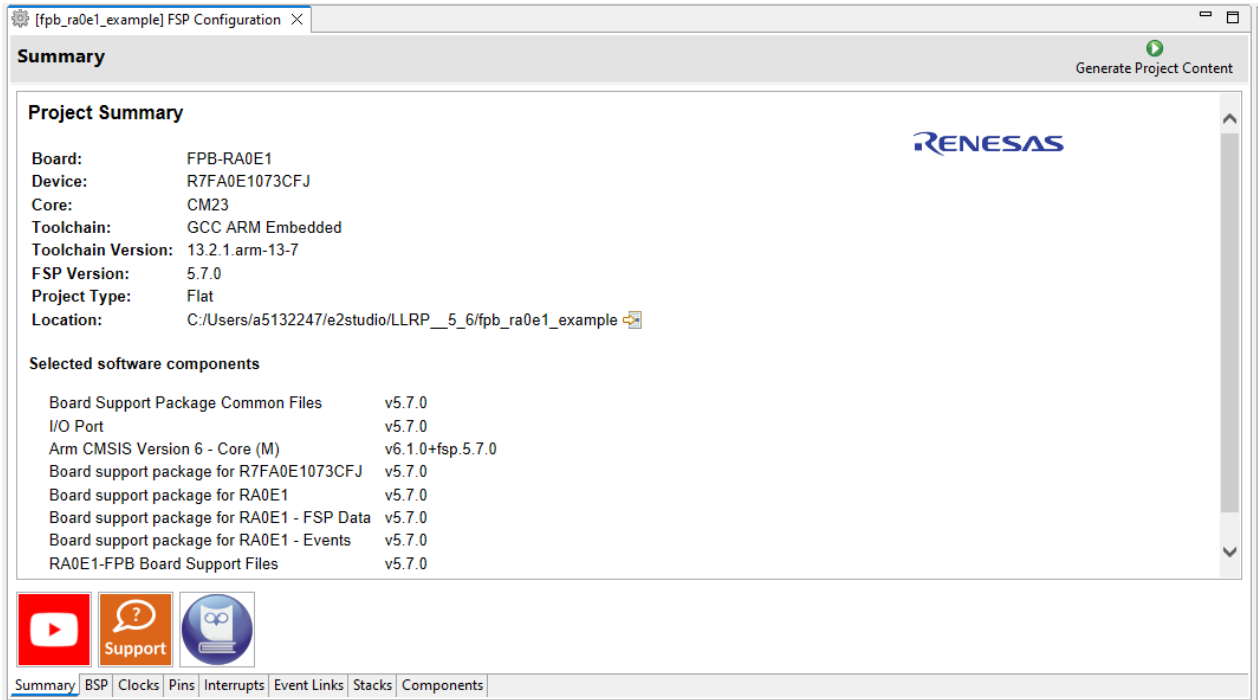 [fpb_ra0e1_example] FSP Configuration
Summary
Generate Project Content
Project Summary
RENESAS
Board: FPB-RA0E1
Device: R7FA0E1073CFJ
Core: CM23
Toolchain: GCC ARM Embedded
Toolchain Version: 13.2.1.arm-13-7
FSP Version: 5.7.0
Project Type: Flat
Location: C:/Users/a5132247/e2studio/LLRP__5_6/fpb_ra0e1_example
Selected software components
Board Support Package Common Files v5.7.0
I/O Port v5.7.0
Arm CMSIS Version 6 - Core (M) v6.1.0+fsp.5.7.0
Board support package for R7FA0E1073CFJ v5.7.0
Board support package for RA0E1 v5.7.0
Board support package for RA0E1 - FSP Data v5.7.0
Board support package for RA0E1 - Events v5.7.0
RA0E1-FPB Board Support Files v5.7.0
?
Support
Summary BSP Clocks Pins Interrupts Event Links Stacks Components